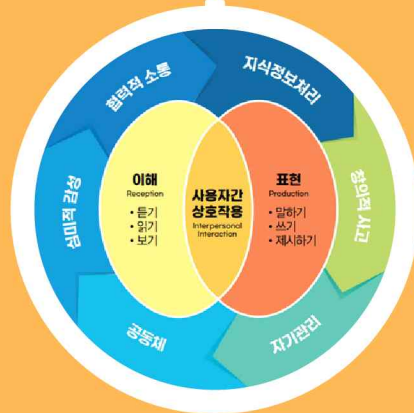 협력적 소통
지식정보처리
창의적 사고
자기관리
공동체
심미적 감성
이해
Reception
• 듣기
• 읽기
• 보기
사용자간
상호작용
Interpersonal
Interaction
표현
Production
• 말하기
• 쓰기
• 제시하기